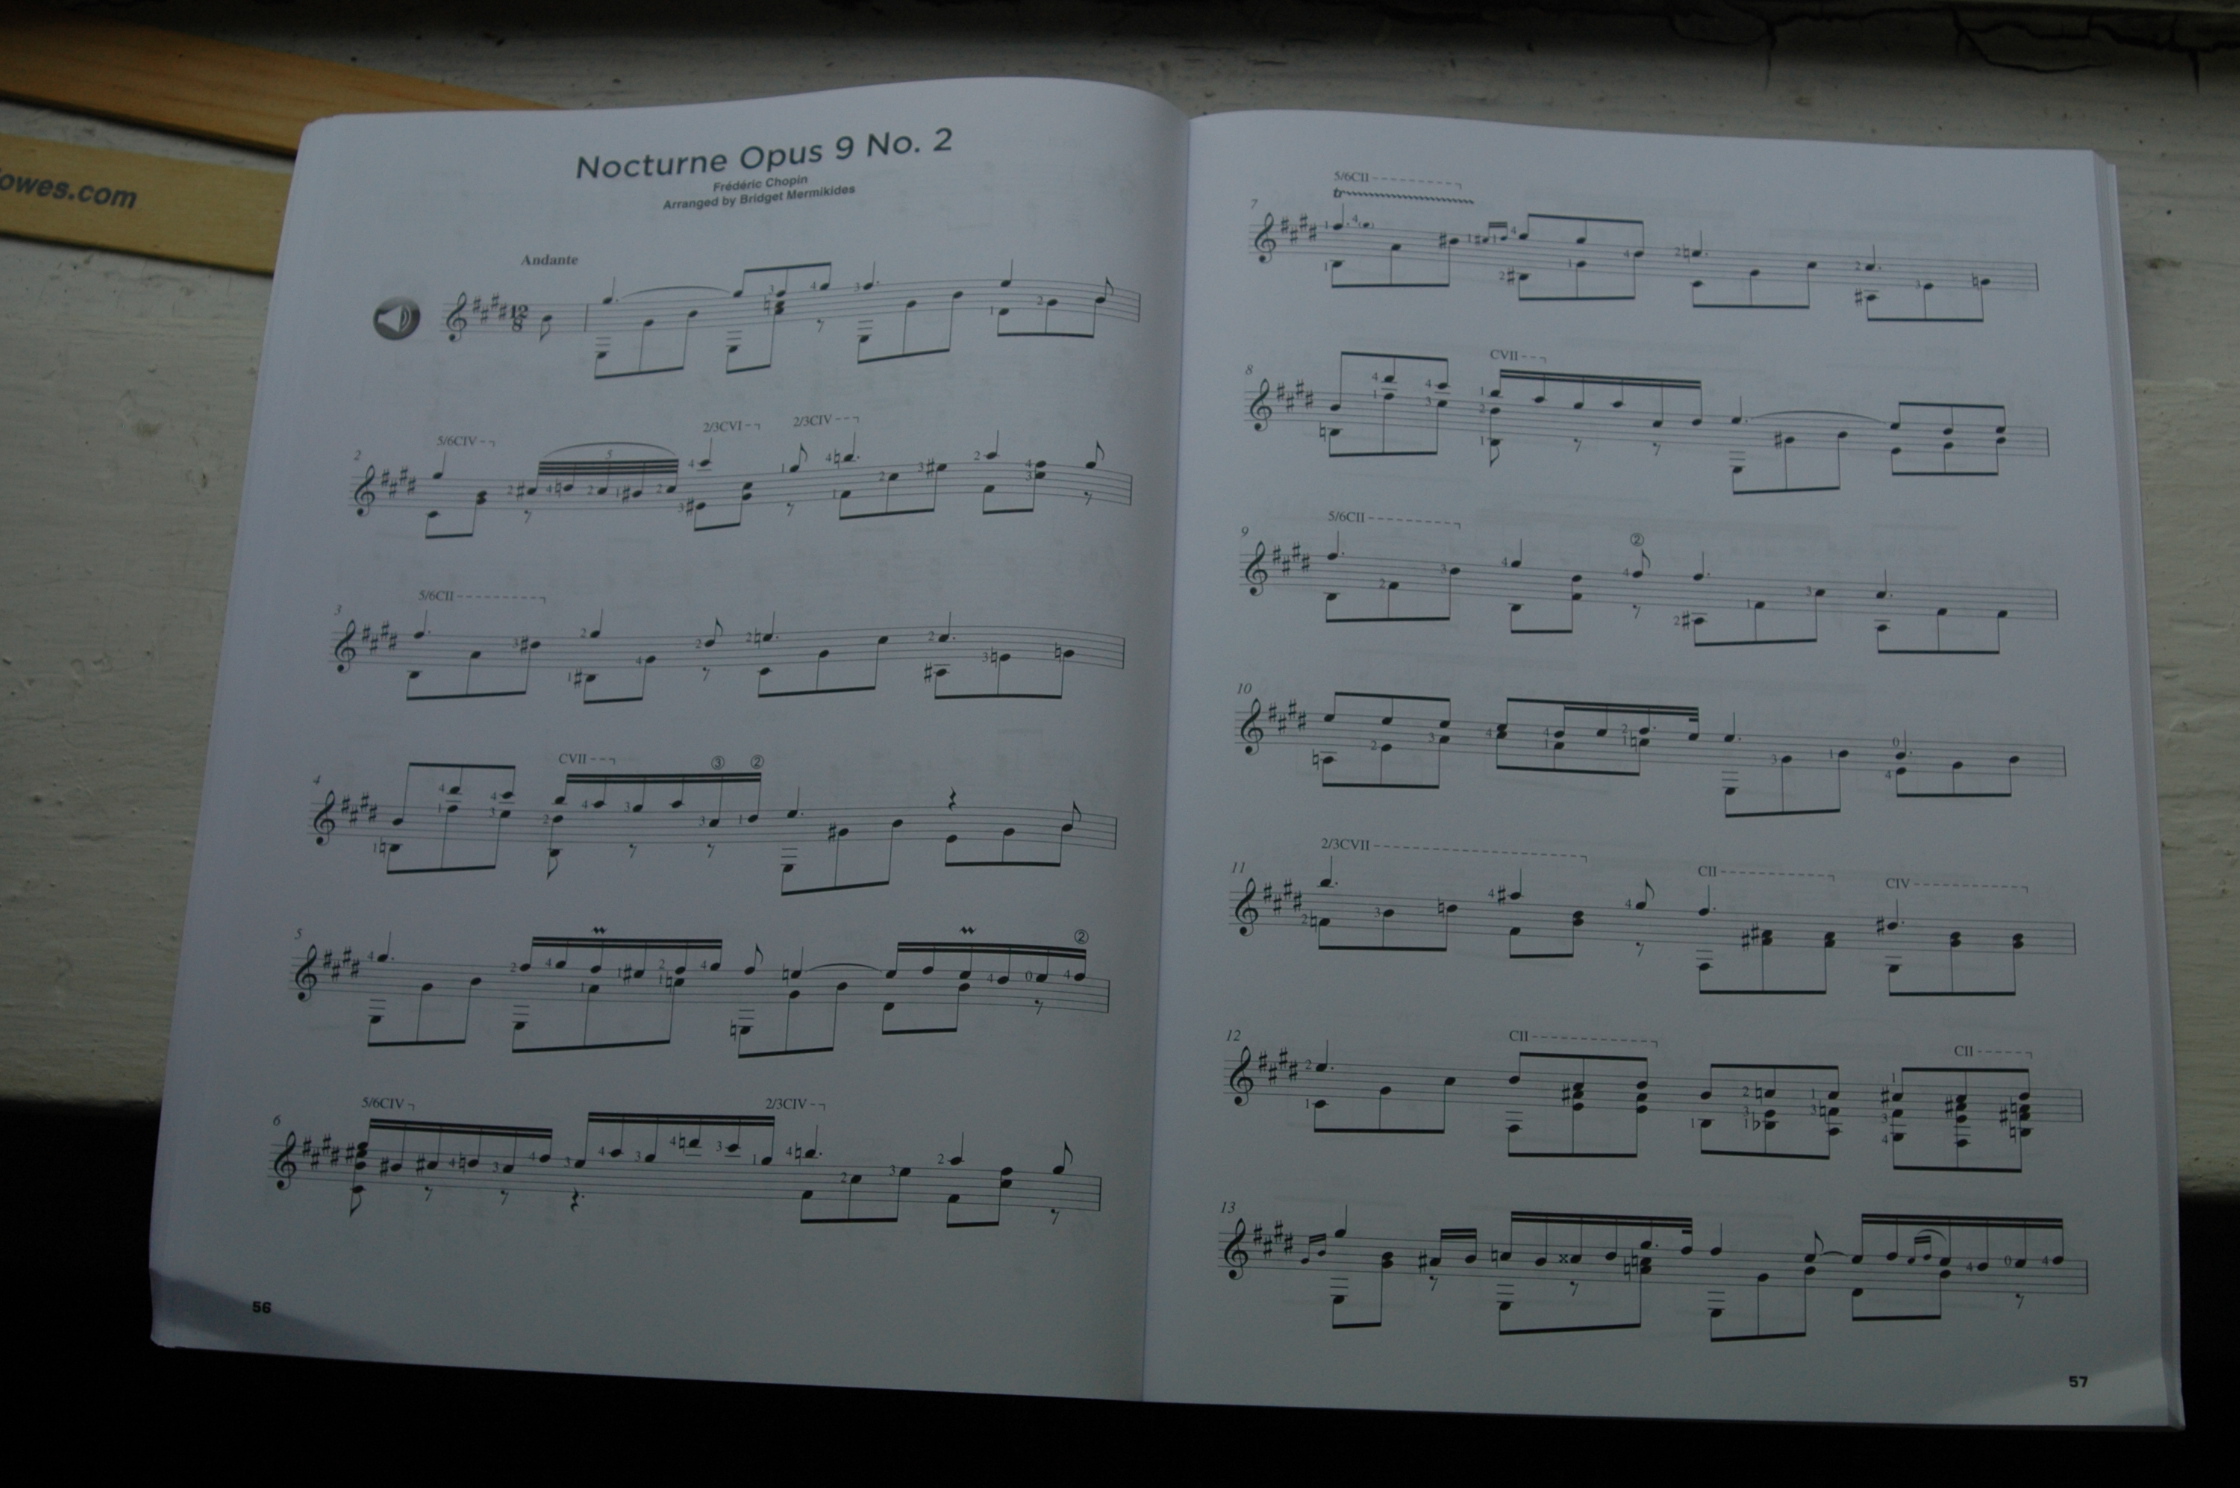 owes.com
Nocturne Opus 9 No. 2
Frédéric Chopin
Arranged by Bridget Mermikides
Andante
12
8
2
5/6CIV
5
2/3CVI
2/3CIV
3
5/6CII
4
CVII
③ ②
5
②
6
5/6CIV
2/3CIV
56
7
5/6CII
tr
8
CVII
9
5/6CII
②
10
11
2/3CVII
CII
CIV
12
CII
CII
13
57